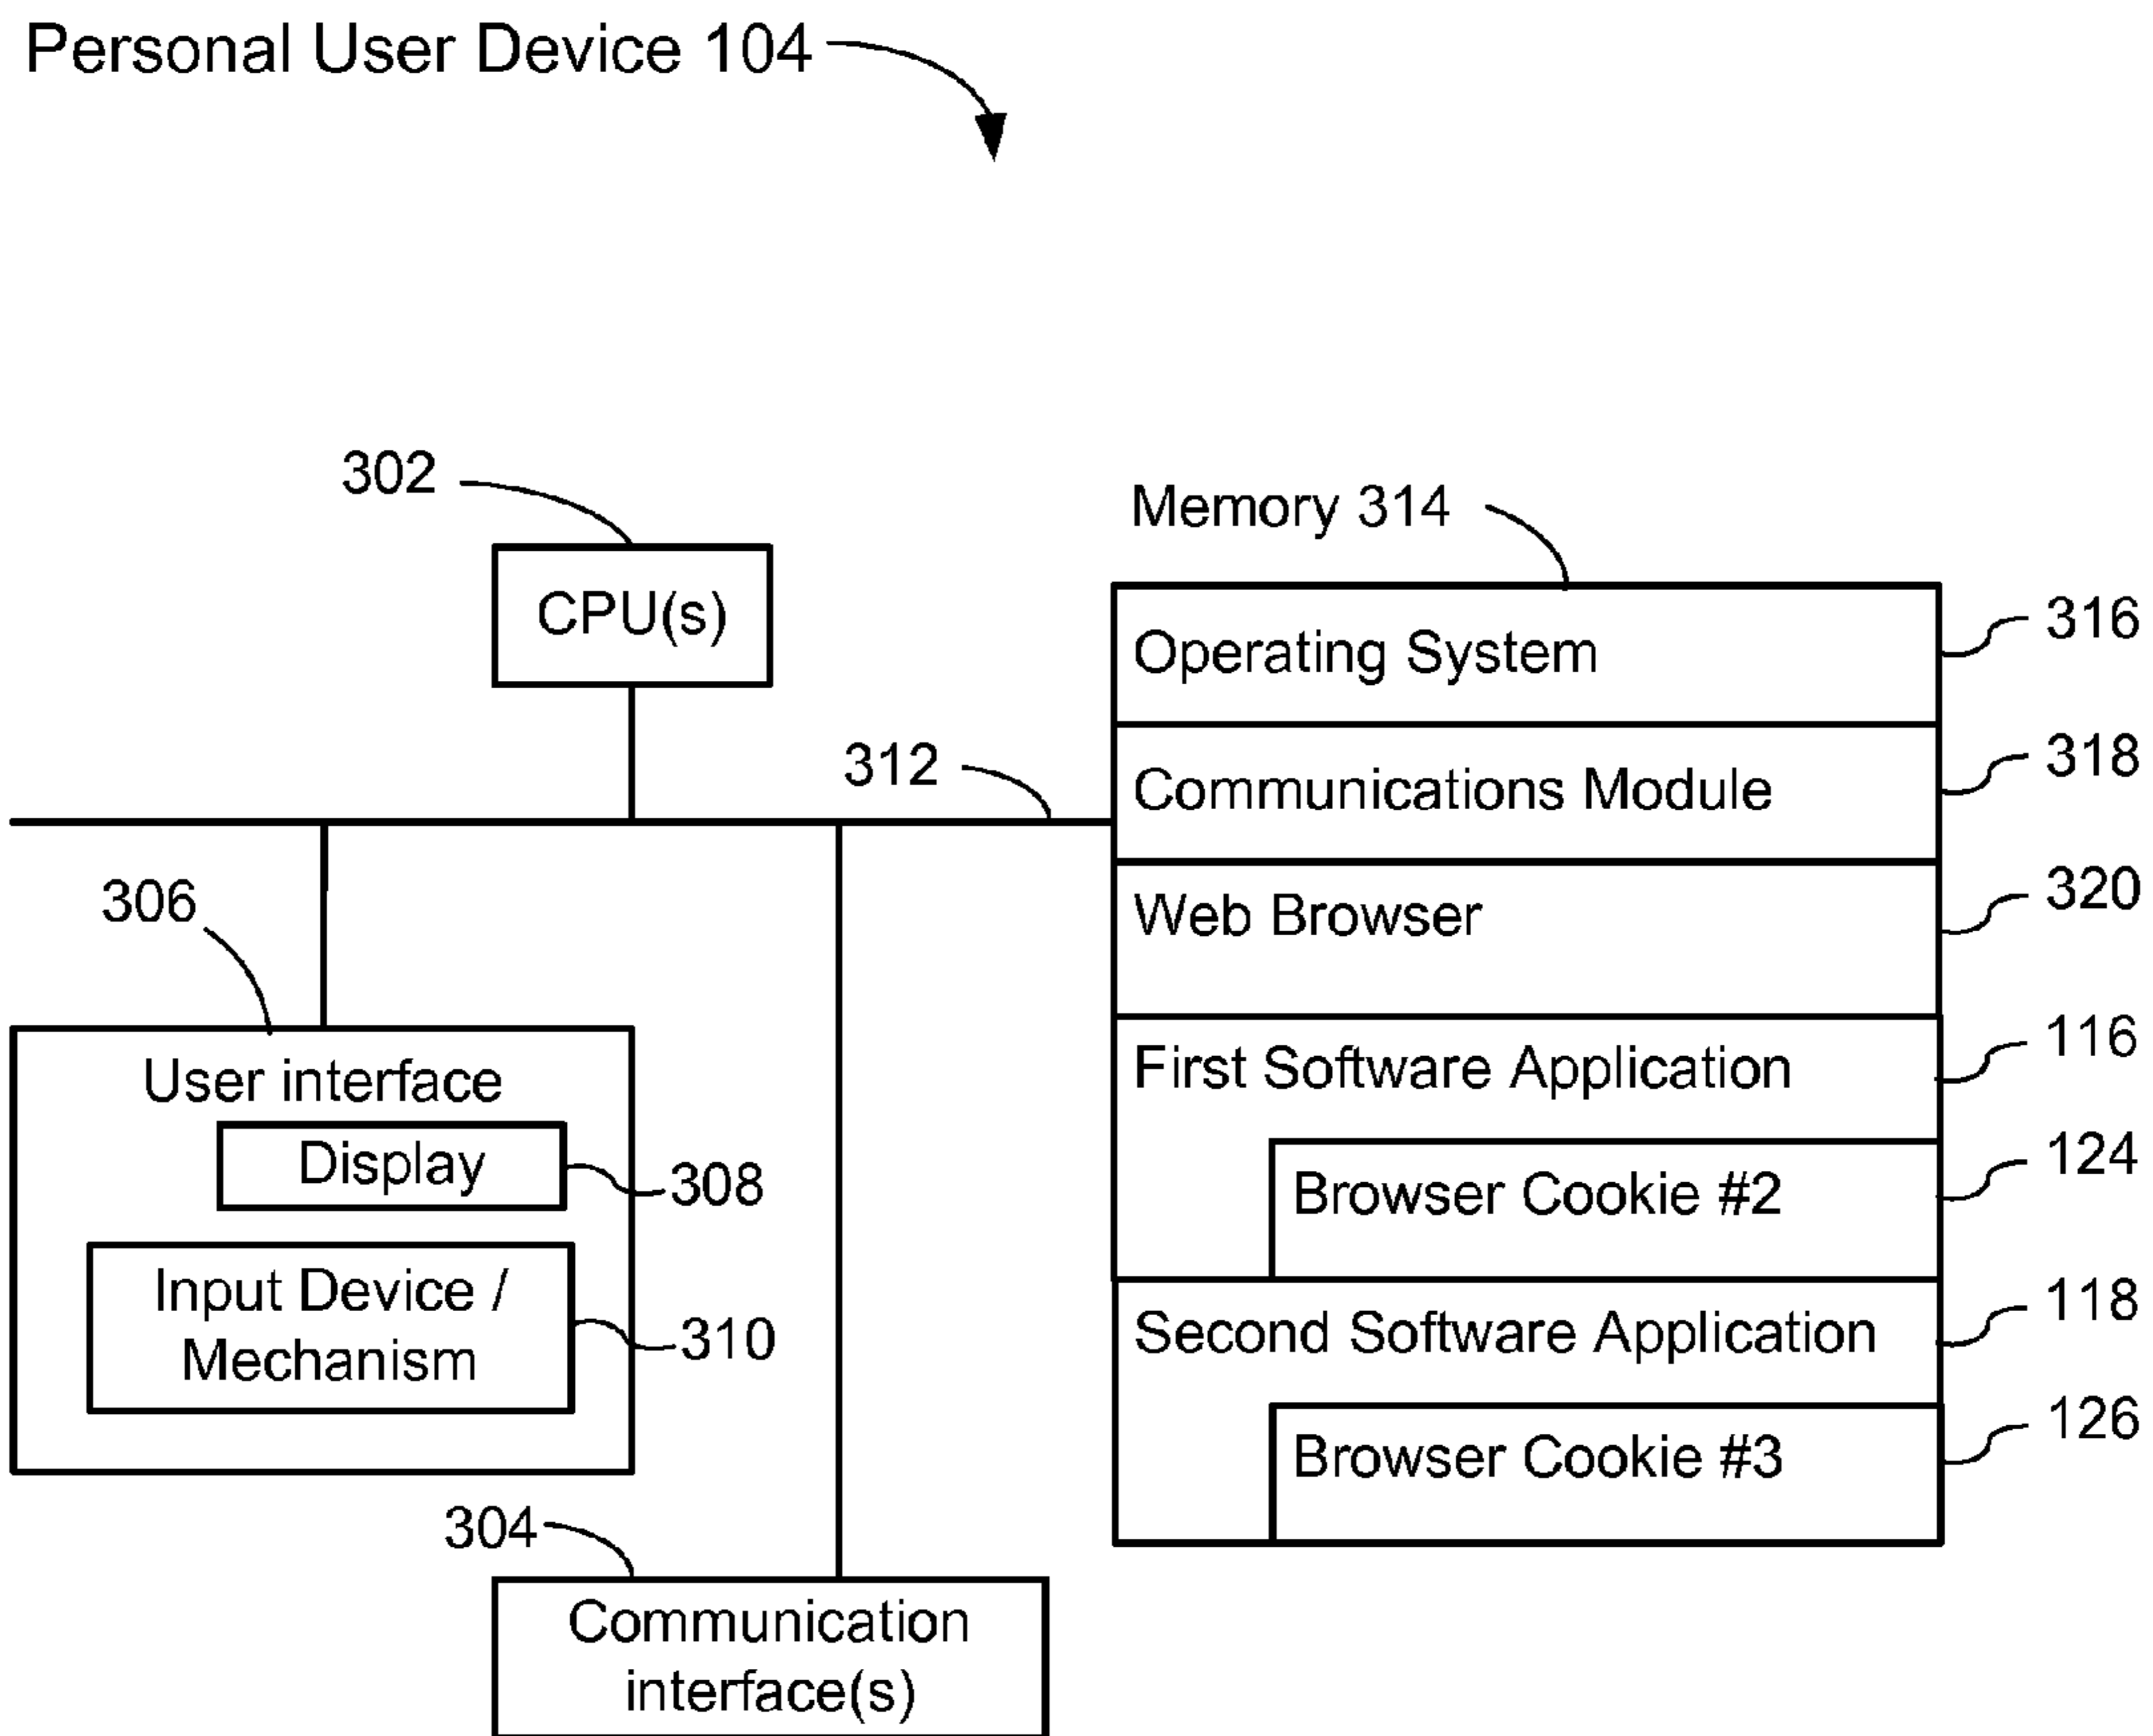 Personal User Device 104
302
CPU(s)
312
306
User interface
Display
308
Input Device /
Mechanism
310
304
Communication
interface(s)
Memory 314
Operating System
316
Communications Module
318
Web Browser
320
First Software Application
116
Browser Cookie #2
124
Second Software Application
118
Browser Cookie #3
126